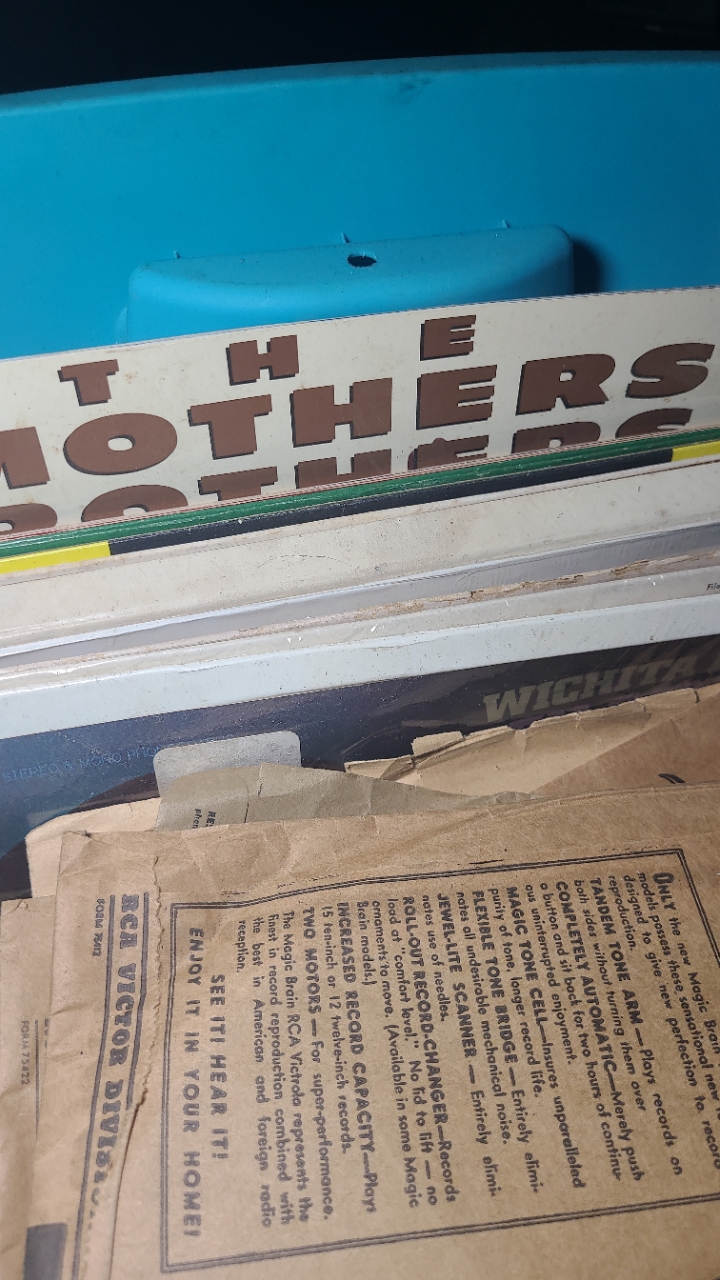 THE
MOTHERS
BROTHERS
WICHITA
STEREO & MONO
ONLY the new Magic Brain
models possess these sensational new
designed to give new perfection to record
reproduction.
TANDEM TONE ARM—Plays records on
both sides without turning them over
COMPLETELY AUTOMATIC—Merely push
a button and sit back for two hours of continu-
ous uninterrupted enjoyment.
MAGIC TONE CELL—Insures unparalleled
purity of tone, longer record life.
FLEXIBLE TONE BRIDGE — Entirely elimi-
nates all undesirable mechanical noise.
JEWEL-LITE SCANNER — Entirely elimi-
nates use of needles.
ROLL-OUT RECORD-CHANGER—Records
load at "comfort level." No lid to lift — no
ornaments to move. (Available in some Magic
Brain models.)
INCREASED RECORD CAPACITY—Plays
15 ten-inch or 12 twelve-inch records.
TWO MOTORS — For super-performance.
The Magic Brain RCA Victrola represents the
finest in record reproduction combined with
the best in American and foreign radio
reception.
SEE IT! HEAR IT!
ENJOY IT IN YOUR HOME!
RCA VICTOR DIVIS
FORM 75412
FORM 75422